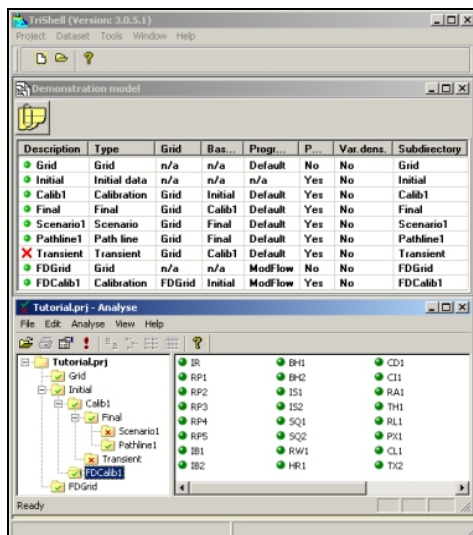 TriShell (Version: 3.0.5.1)
Project Dataset Tools Window Help
Demonstration model
Description Type Grid Bas... Progr... P... Var.dens. Subdirectory
Grid Grid n/a n/a Default No No Grid
Initial Initial data n/a n/a n/a Yes No Initial
Calib1 Calibration Grid Initial Default Yes No Calib1
Final Final Grid Calib1 Default Yes No Final
Scenario1 Scenario Grid Final Default Yes No Scenario1
Pathline1 Path line Grid Final Default Yes No Pathline1
Transient Transient Grid Calib1 Default Yes No Transient
FDGrid Grid n/a n/a ModFlow No No FDGrid
FDCalib1 Calibration FDGrid Initial ModFlow Yes No FDCalib1
Tutorial.prj - Analyse
File Edit Analyse View Help
Tutorial.prj
Grid
Initial
Calib1
Final
Scenario1
Pathline1
Transient
FDCalib1
FDGrid
IR BH1 CD1
RP1 BH2 CI1
RP2 IS1 RA1
RP3 IS2 TH1
RP4 SQ1 RL1
RP5 SQ2 PX1
IB1 RW1 CL1
IB2 HR1 TX2
Ready